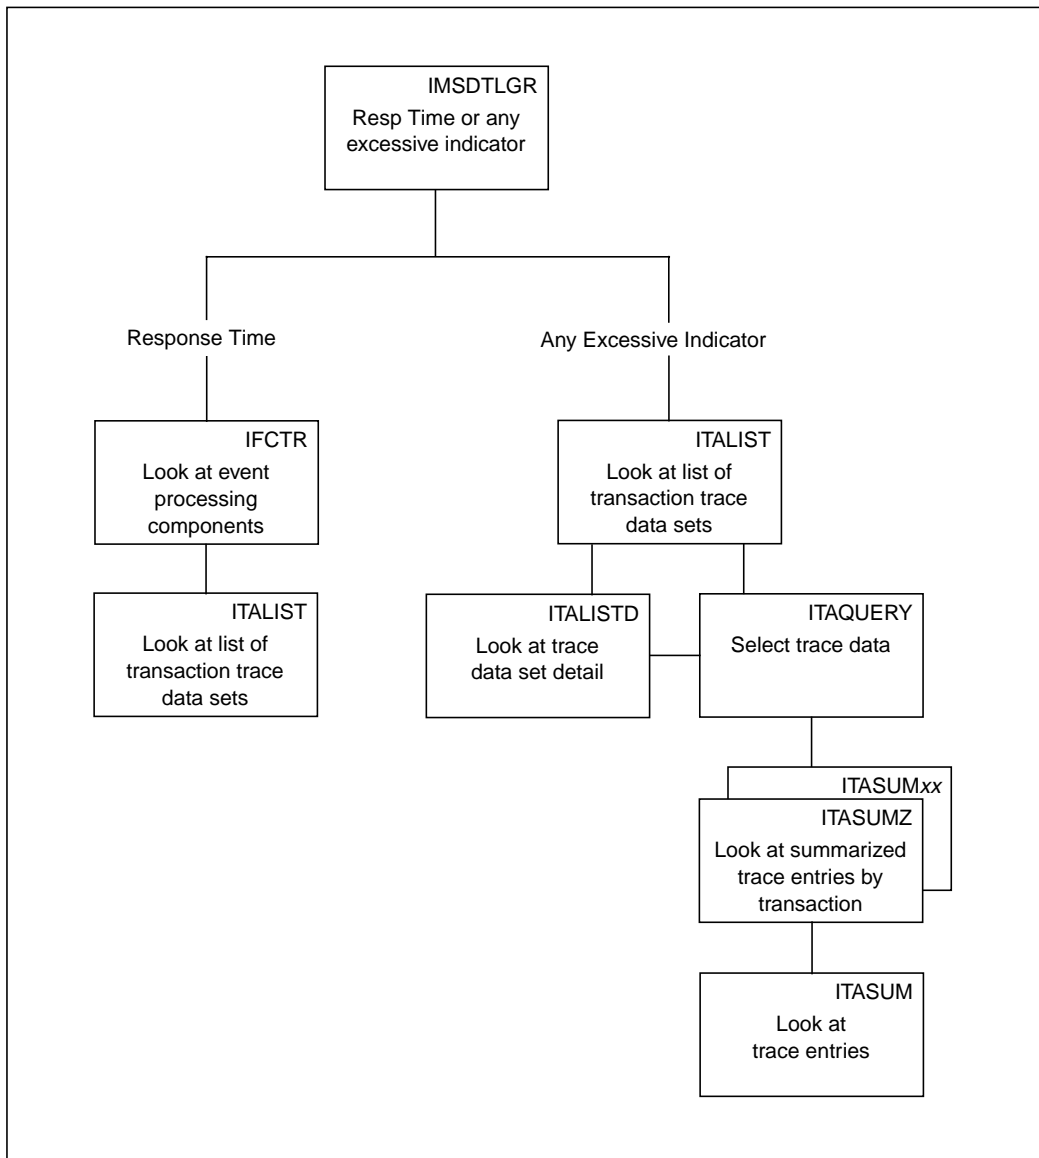 IMSDTLGR
Resp Time or any
excessive indicator
Response Time
Any Excessive Indicator
IFCTR
Look at event
processing
components
ITALIST
Look at list of
transaction trace
data sets
ITALIST
Look at list of
transaction trace
data sets
ITALISTD
Look at trace
data set detail
ITAQUERY
Select trace data
ITASUMxx
ITASUMZ
Look at summarized
trace entries by
transaction
ITASUM
Look at
trace entries